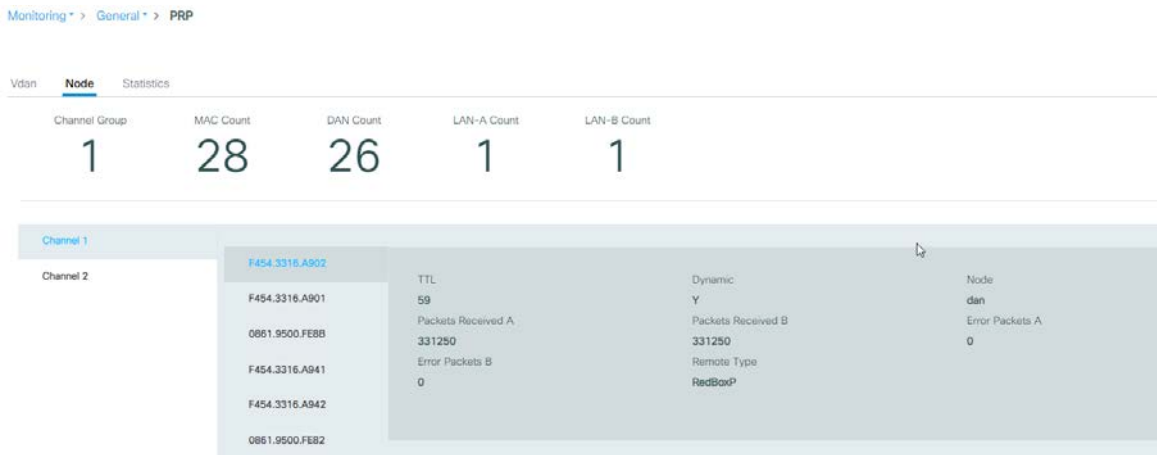 Monitoring > General > PRP
Vdan Node Statistics
Channel Group MAC Count DAN Count LAN-A Count LAN-B Count
1 28 26 1 1
Channel 1
Channel 2
F454.3316.A902
F454.3316.A901
0861.9500.FE8B
F454.3316.A941
F454.3316.A942
0861.9500.FE82
TTL Dynamic Node
59 Y dan
Packets Received A Packets Received B Error Packets A
331250 331250 0
Error Packets B Remote Type
0 RedBoxP